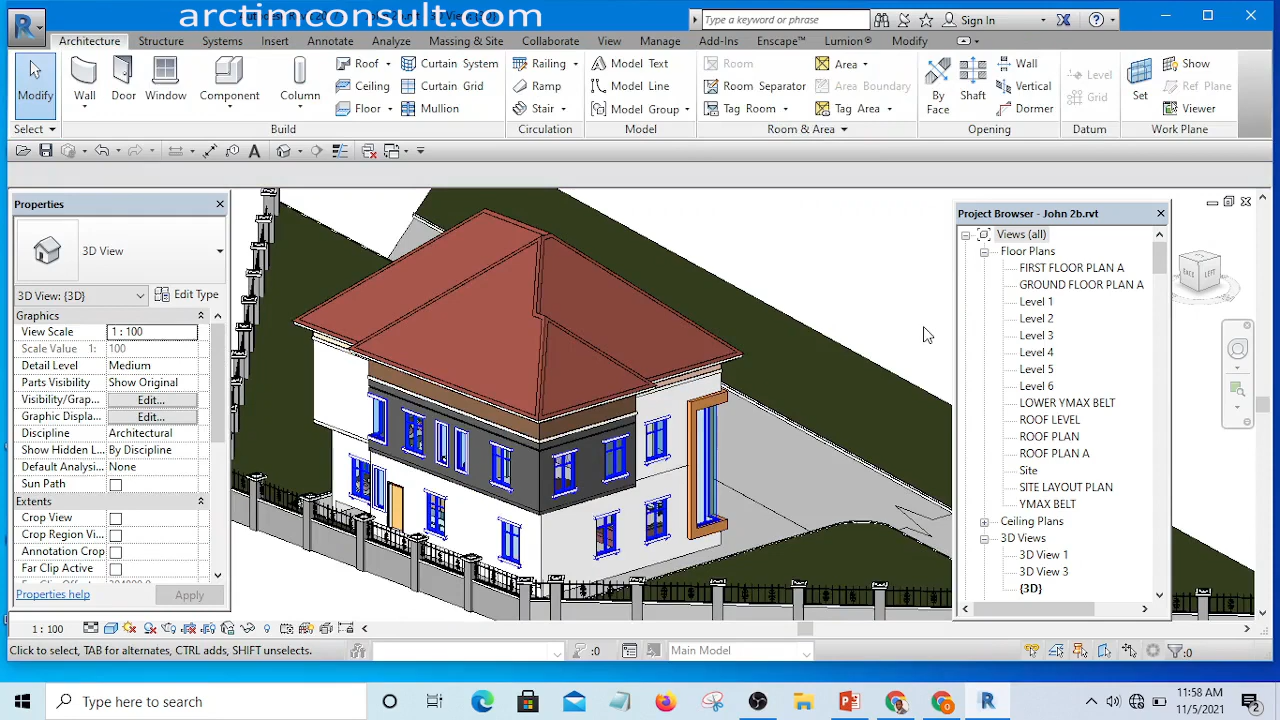 arctimconsult.com
Type a keyword or phrase
Sign In
Architecture Structure Systems Insert Annotate Analyze Massing & Site Collaborate View Manage Add-Ins Enscape™ Lumion® Modify
Modify
Wall
Door
Window
Component
Column
Roof
Ceiling
Floor
Curtain System
Curtain Grid
Mullion
Railing
Ramp
Stair
Model Text
Model Line
Model Group
Room
Room Separator
Tag Room
Area
Area Boundary
Tag Area
By
Face
Shaft
Wall
Vertical
Dormer
Level
Grid
Set
Show
Ref Plane
Viewer
Select
Build
Circulation
Model
Room & Area
Opening
Datum
Work Plane
Properties
3D View
3D View: {3D}
Edit Type
Graphics
View Scale 1 : 100
Scale Value 1: 100
Detail Level Medium
Parts Visibility Show Original
Visibility/Grap... Edit...
Graphic Displa... Edit...
Discipline Architectural
Show Hidden L... By Discipline
Default Analysi... None
Sun Path
Extents
Crop View
Crop Region Vi...
Annotation Crop
Far Clip Active
Properties help
Apply
Project Browser - John 2b.rvt
Views (all)
Floor Plans
FIRST FLOOR PLAN A
GROUND FLOOR PLAN A
Level 1
Level 2
Level 3
Level 4
Level 5
Level 6
LOWER YMAX BELT
ROOF LEVEL
ROOF PLAN
ROOF PLAN A
Site
SITE LAYOUT PLAN
YMAX BELT
Ceiling Plans
3D Views
3D View 1
3D View 3
{3D}
BACK
LEFT
1 : 100
Click to select, TAB for alternates, CTRL adds, SHIFT unselects.
:0
Main Model
:0
Type here to search
11:58 AM
11/5/2021
2